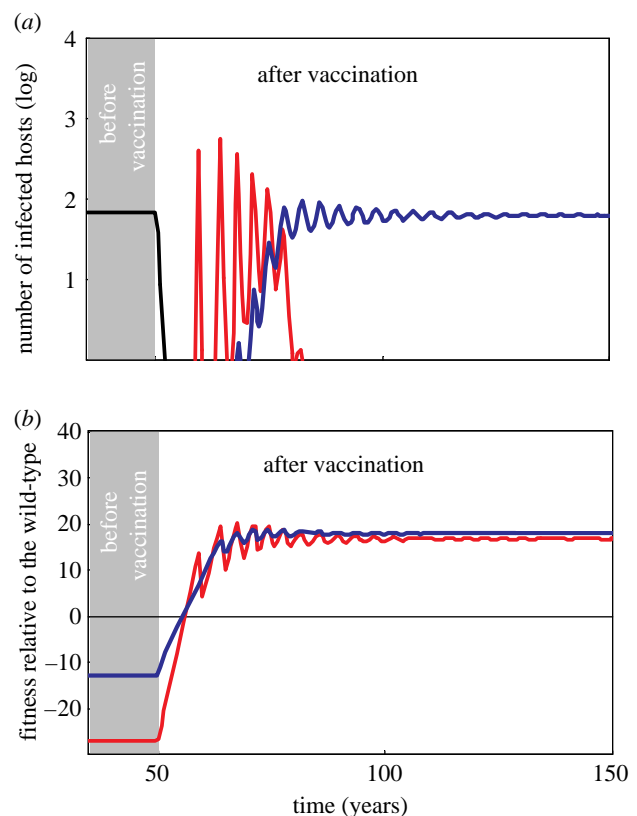 (a)
4
3
2
1
number of infected hosts (log)
before
vaccination
after vaccination
(b)
40
30
20
10
0
–10
–20
fitness relative to the wild-type
before
vaccination
after vaccination
50
100
150
time (years)